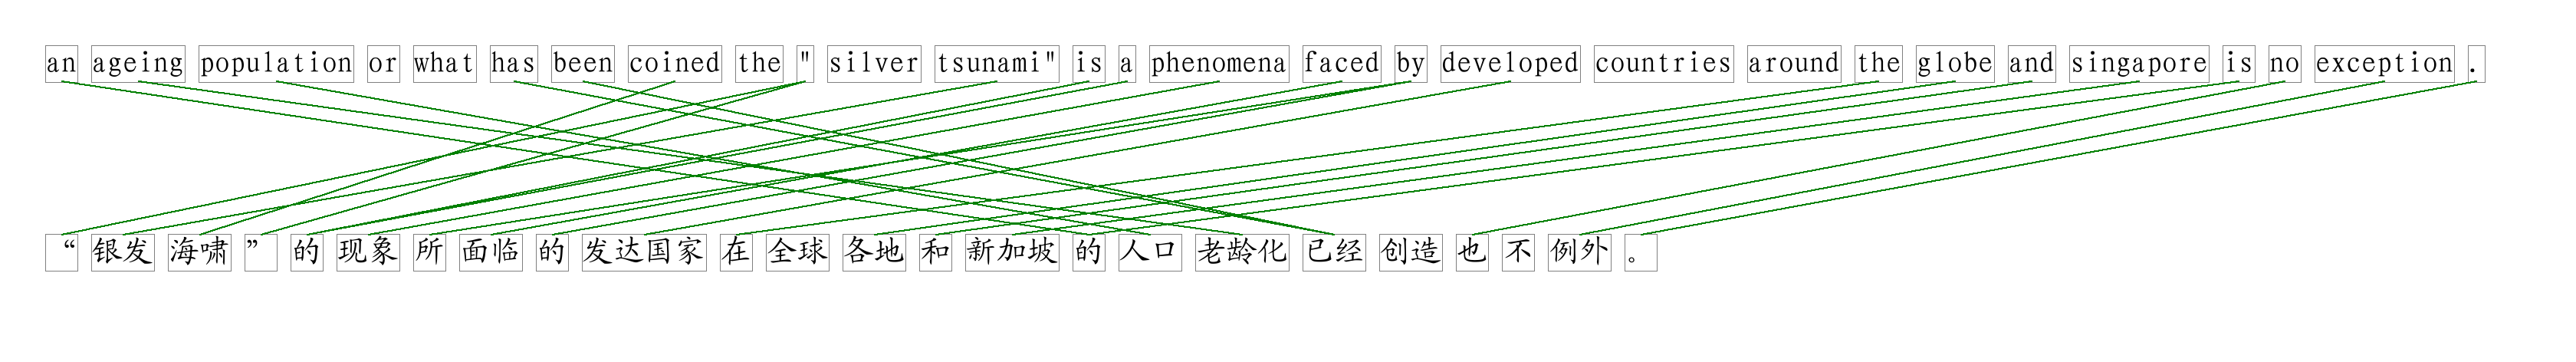 an ageing population or what has been coined the " silver tsunami" is a phenomena faced by developed countries around the globe and singapore is no exception .
“ 银发 海啸 ” 的 现象 所 面临 的 发达国家 在 全球 各地 和 新加坡 的 人口 老龄化 已经 创造 也 不 例外 。